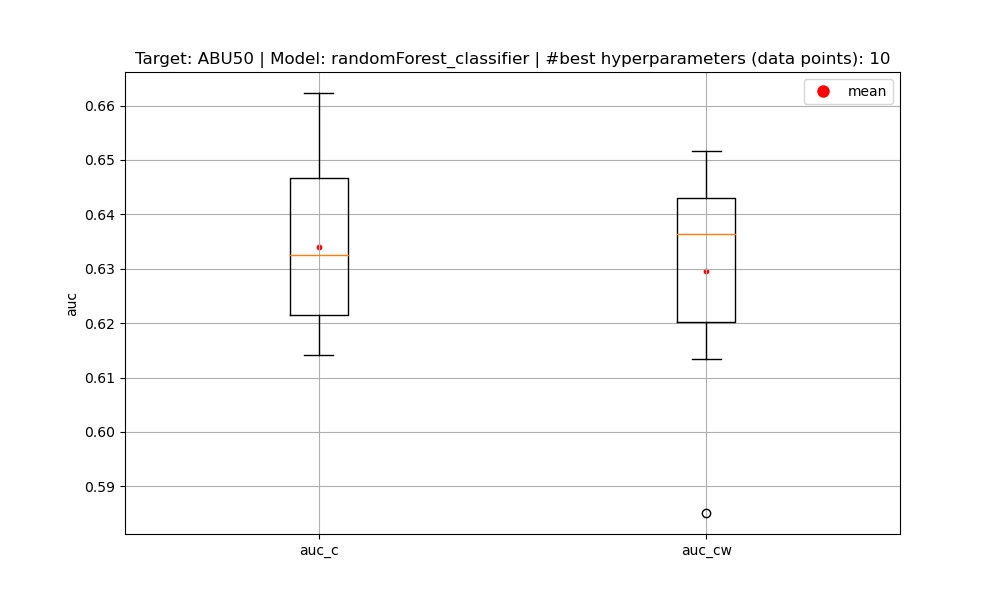 Target: ABU50 | Model: randomForest_classifier | #best hyperparameters (data points): 10
mean
0.66
0.65
0.64
0.63
0.62
0.61
0.60
0.59
auc
auc_c
auc_cw